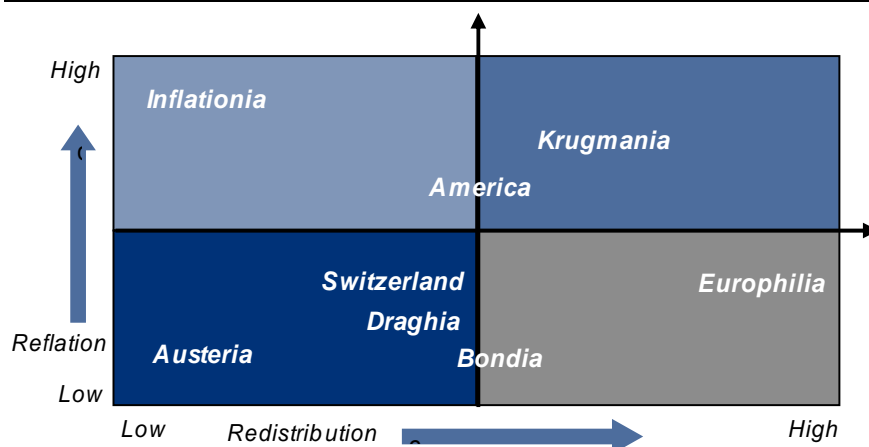 High
Inflationia
Krugmania
America
Switzerland
Europhilia
Draghia
Reflation
Austeria
Bondia
Low
Low
Redistribution
High